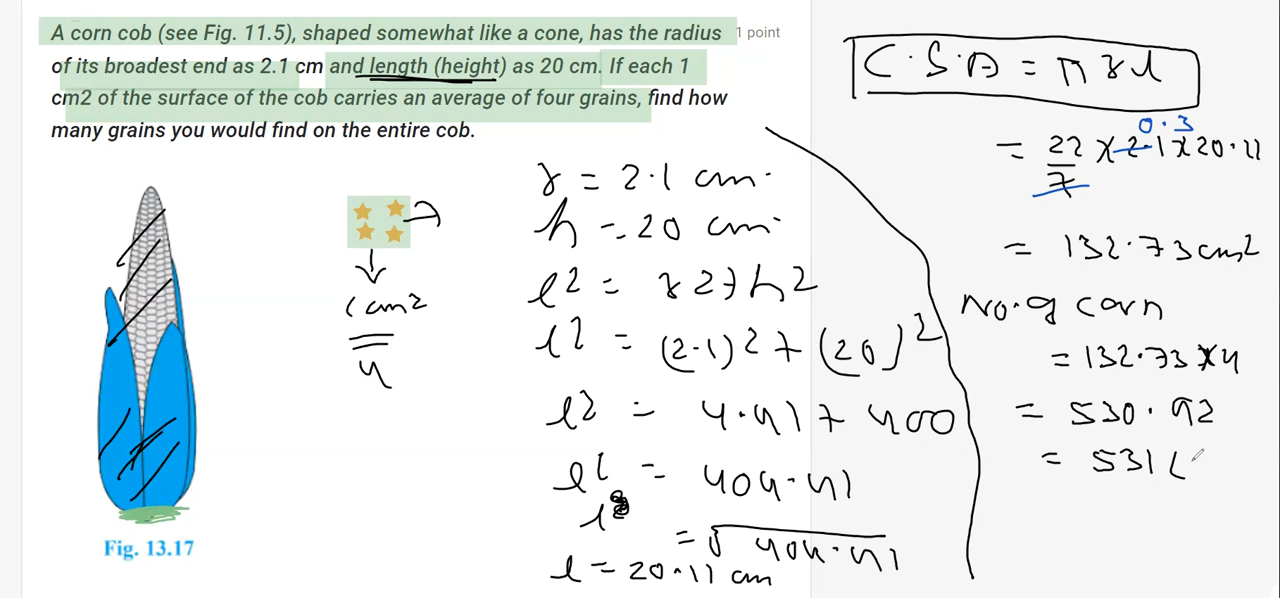 A corn cob (see Fig. 11.5), shaped somewhat like a cone, has the radius
1 point
of its broadest end as 2.1 cm and length (height) as 20 cm. If each 1
cm2 of the surface of the cob carries an average of four grains, find how
many grains you would find on the entire cob.
1 cm2
4
Fig. 13.17
r = 2.1 cm.
h = 20 cm.
l2 = r2+h2
l2 = (2.1)2 + (20)2
l2 = 4.41 + 400
l2 = 404.41
l = √404.41
l = 20.11 cm
C.S.A = πrl
0.3
= 22/7 × 2.1 × 20.11
= 132.73 cm2
No. of corn
= 132.73 × 4
= 530.92
= 531 (